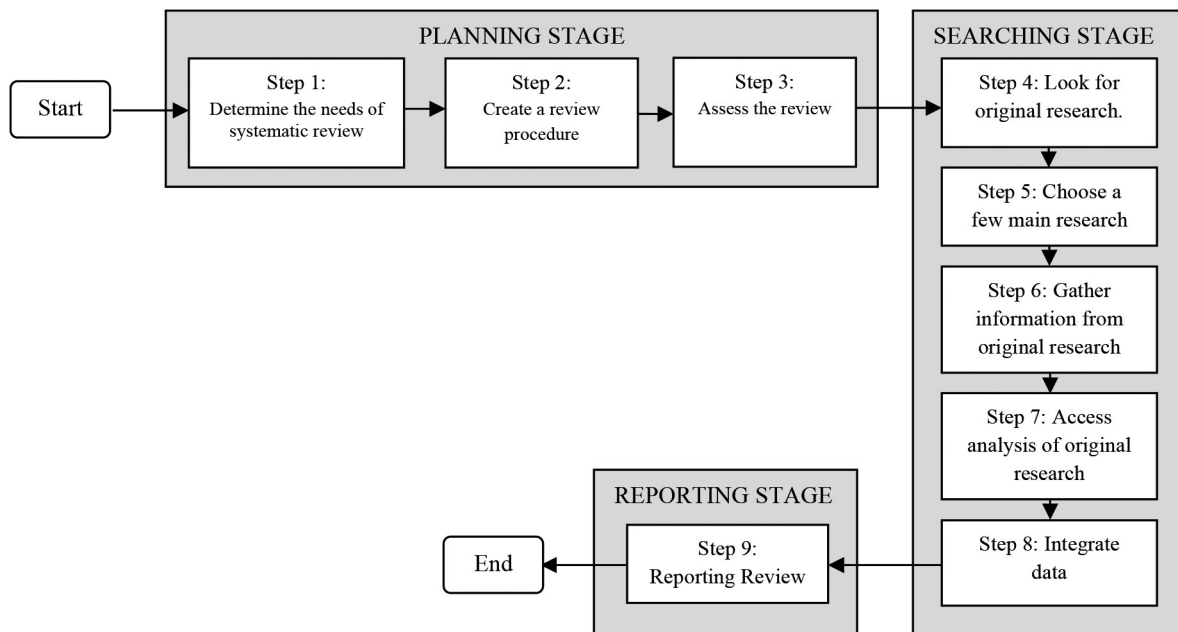 PLANNING STAGE
Start
Step 1:
Determine the needs of
systematic review
Step 2:
Create a review
procedure
Step 3:
Assess the review
SEARCHING STAGE
Step 4: Look for
original research.
Step 5: Choose a
few main research
Step 6: Gather
information from
original research
Step 7: Access
analysis of original
research
Step 8: Integrate
data
REPORTING STAGE
Step 9:
Reporting Review
End